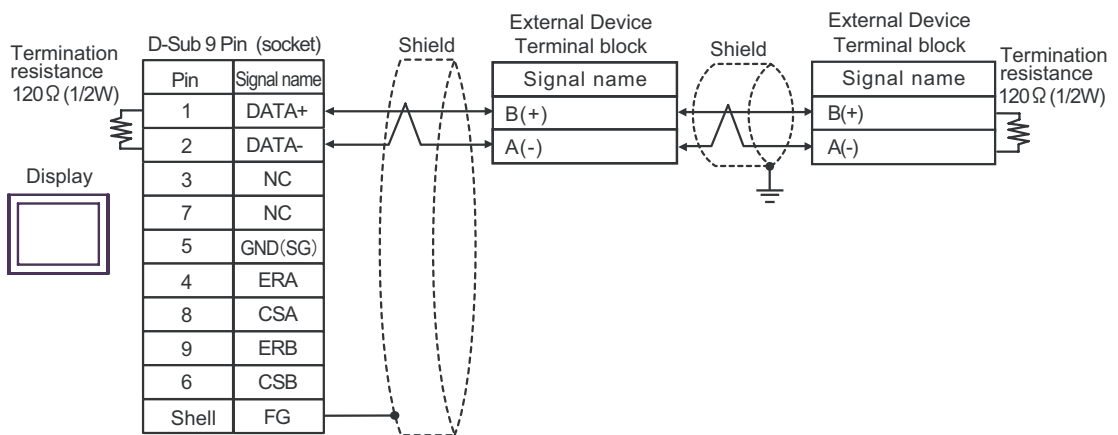 Termination
resistance
120Ω (1/2W)
D-Sub 9 Pin (socket)
Pin Signal name
1 DATA+
2 DATA-
3 NC
7 NC
5 GND(SG)
4 ERA
8 CSA
9 ERB
6 CSB
Shell FG
Display
Shield
External Device
Terminal block
Signal name
B(+)
A(-)
Shield
External Device
Terminal block
Signal name
B(+)
A(-)
Termination
resistance
120Ω (1/2W)